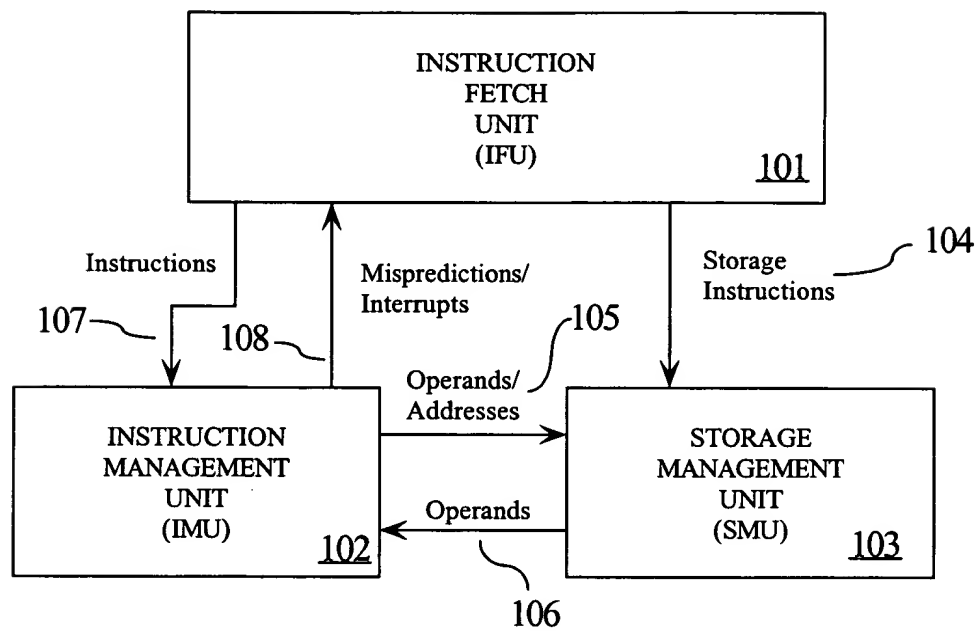 INSTRUCTION
FETCH
UNIT
(IFU)
101
Instructions
Mispredictions/
Interrupts
Storage
Instructions
104
107
108
105
Operands/
Addresses
INSTRUCTION
MANAGEMENT
UNIT
(IMU)
102
Operands
106
STORAGE
MANAGEMENT
UNIT
(SMU)
103